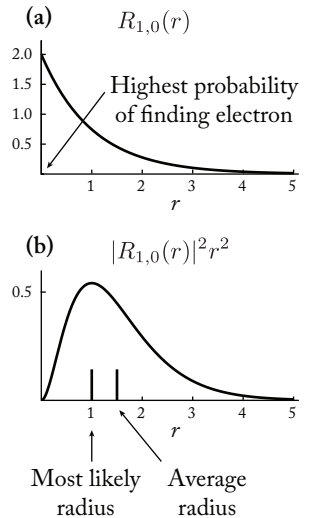 (a)
R₁,₀(r)
2.0
1.5
1.0
0.5
Highest probability
of finding electron
1 2 3 4 5
r
(b)
|R₁,₀(r)|²r²
0.5
1 2 3 4 5
r
Most likely
radius
Average
radius